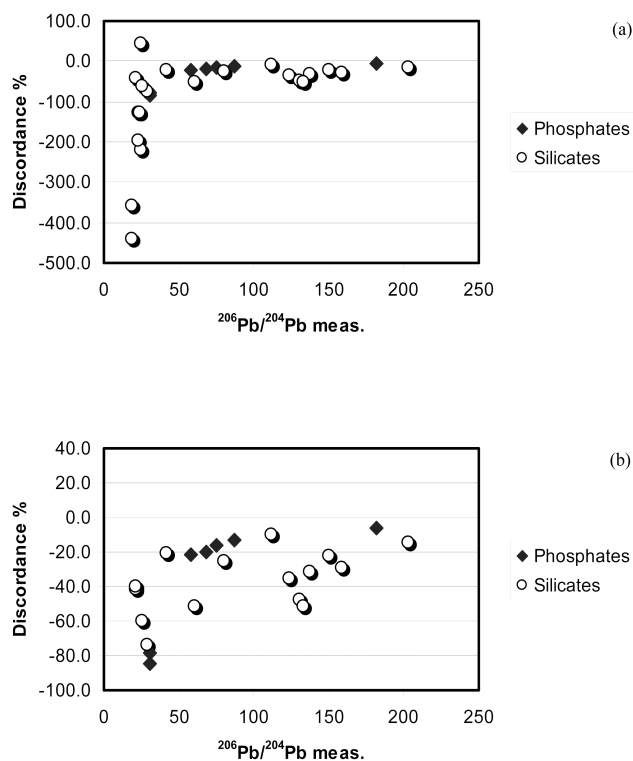 (a)
100.0
0.0
-100.0
-200.0
-300.0
-400.0
-500.0
Discordance %
0 50 100 150 200 250
²⁰⁶Pb/²⁰⁴Pb meas.
Phosphates
Silicates
(b)
40.0
20.0
0.0
-20.0
-40.0
-60.0
-80.0
-100.0
Discordance %
0 50 100 150 200 250
²⁰⁶Pb/²⁰⁴Pb meas.
Phosphates
Silicates